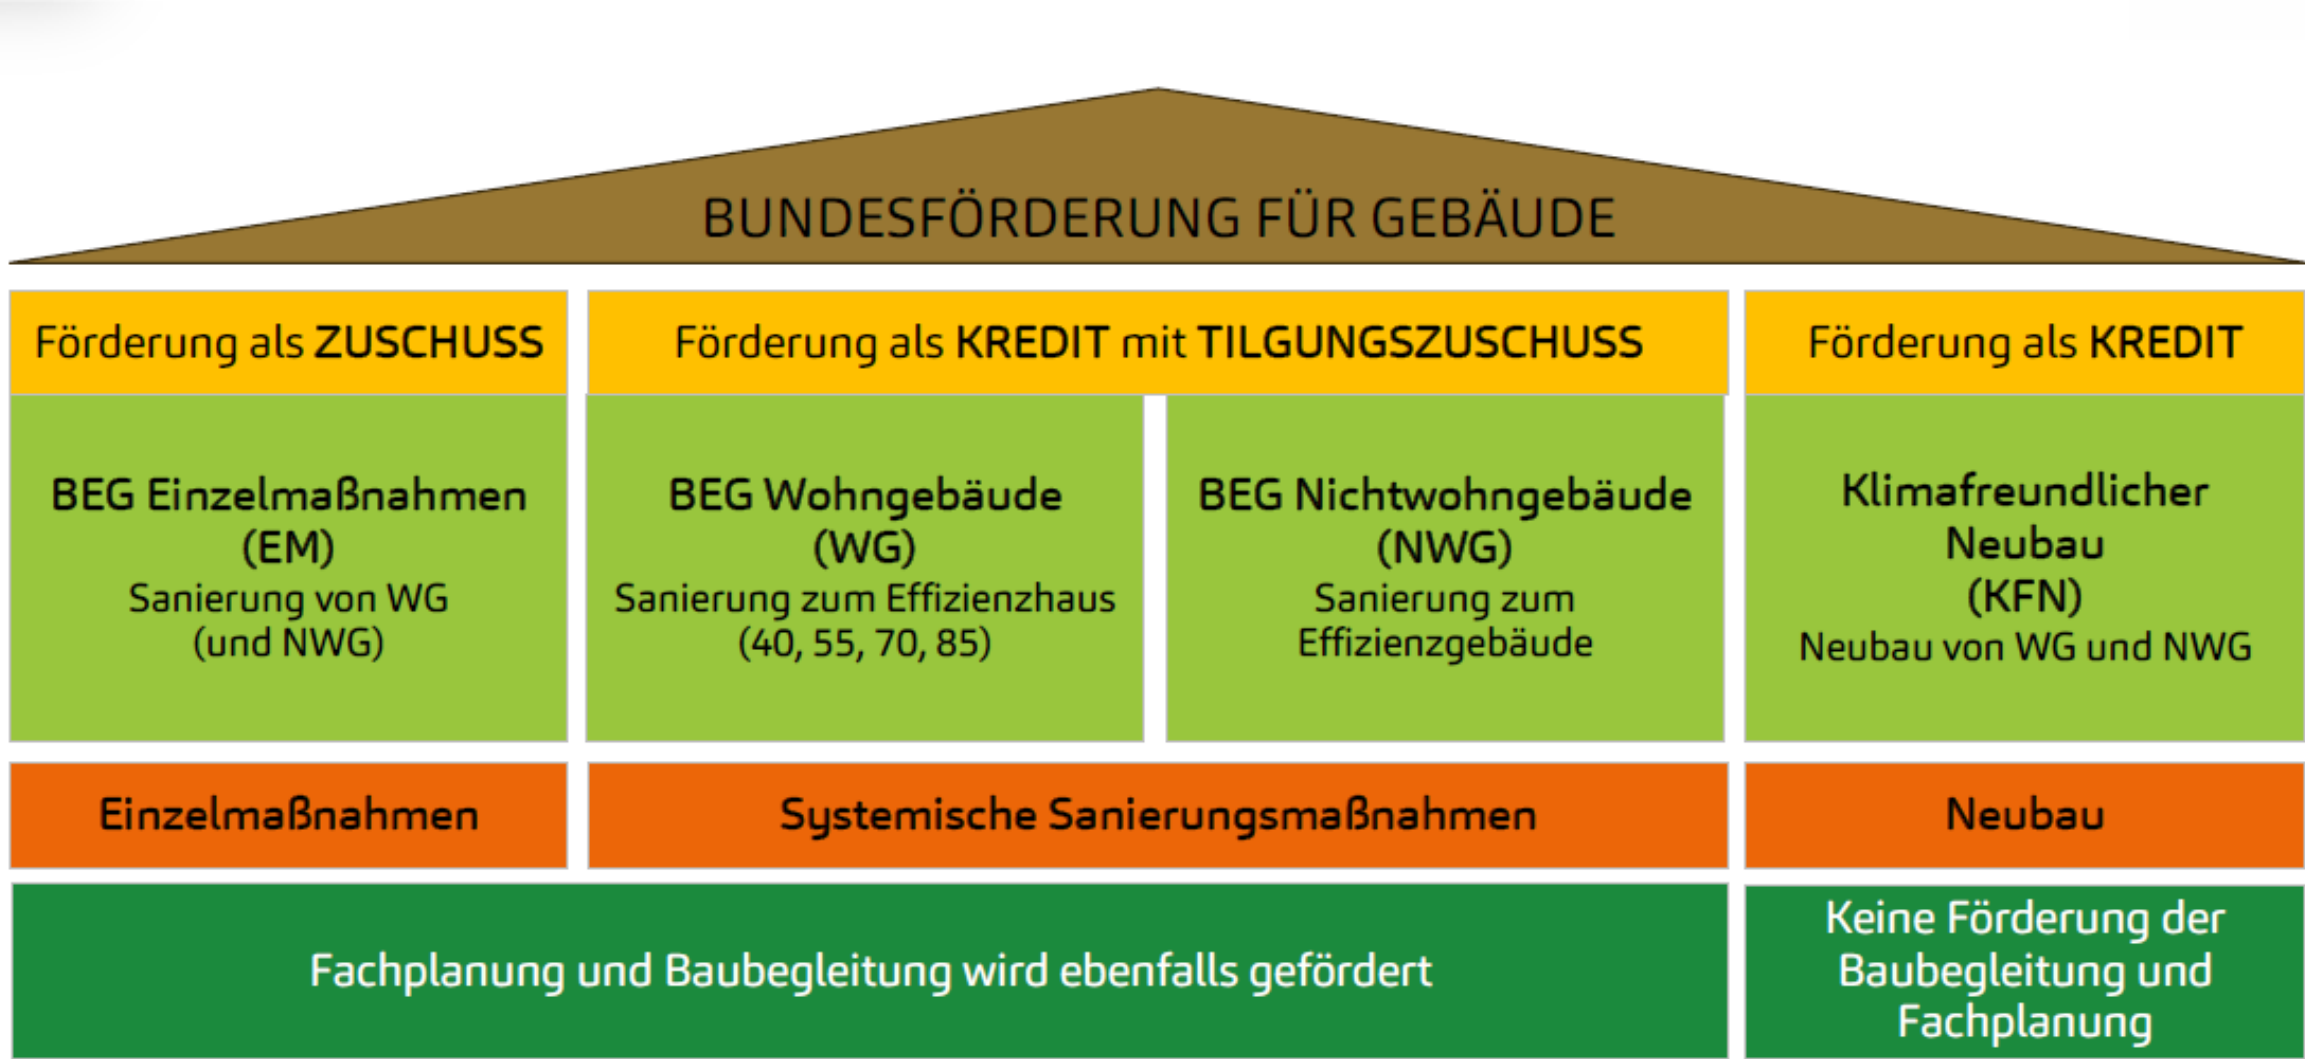 BUNDESFÖRDERUNG FÜR GEBÄUDE
Förderung als ZUSCHUSS
Förderung als KREDIT mit TILGUNGSZUSCHUSS
Förderung als KREDIT
BEG Einzelmaßnahmen
(EM)
Sanierung von WG
(und NWG)
BEG Wohngebäude
(WG)
Sanierung zum Effizienzhaus
(40, 55, 70, 85)
BEG Nichtwohngebäude
(NWG)
Sanierung zum
Effizienzgebäude
Klimafreundlicher
Neubau
(KFN)
Neubau von WG und NWG
Einzelmaßnahmen
Systemische Sanierungsmaßnahmen
Neubau
Fachplanung und Baubegleitung wird ebenfalls gefördert
Keine Förderung der
Baubegleitung und
Fachplanung